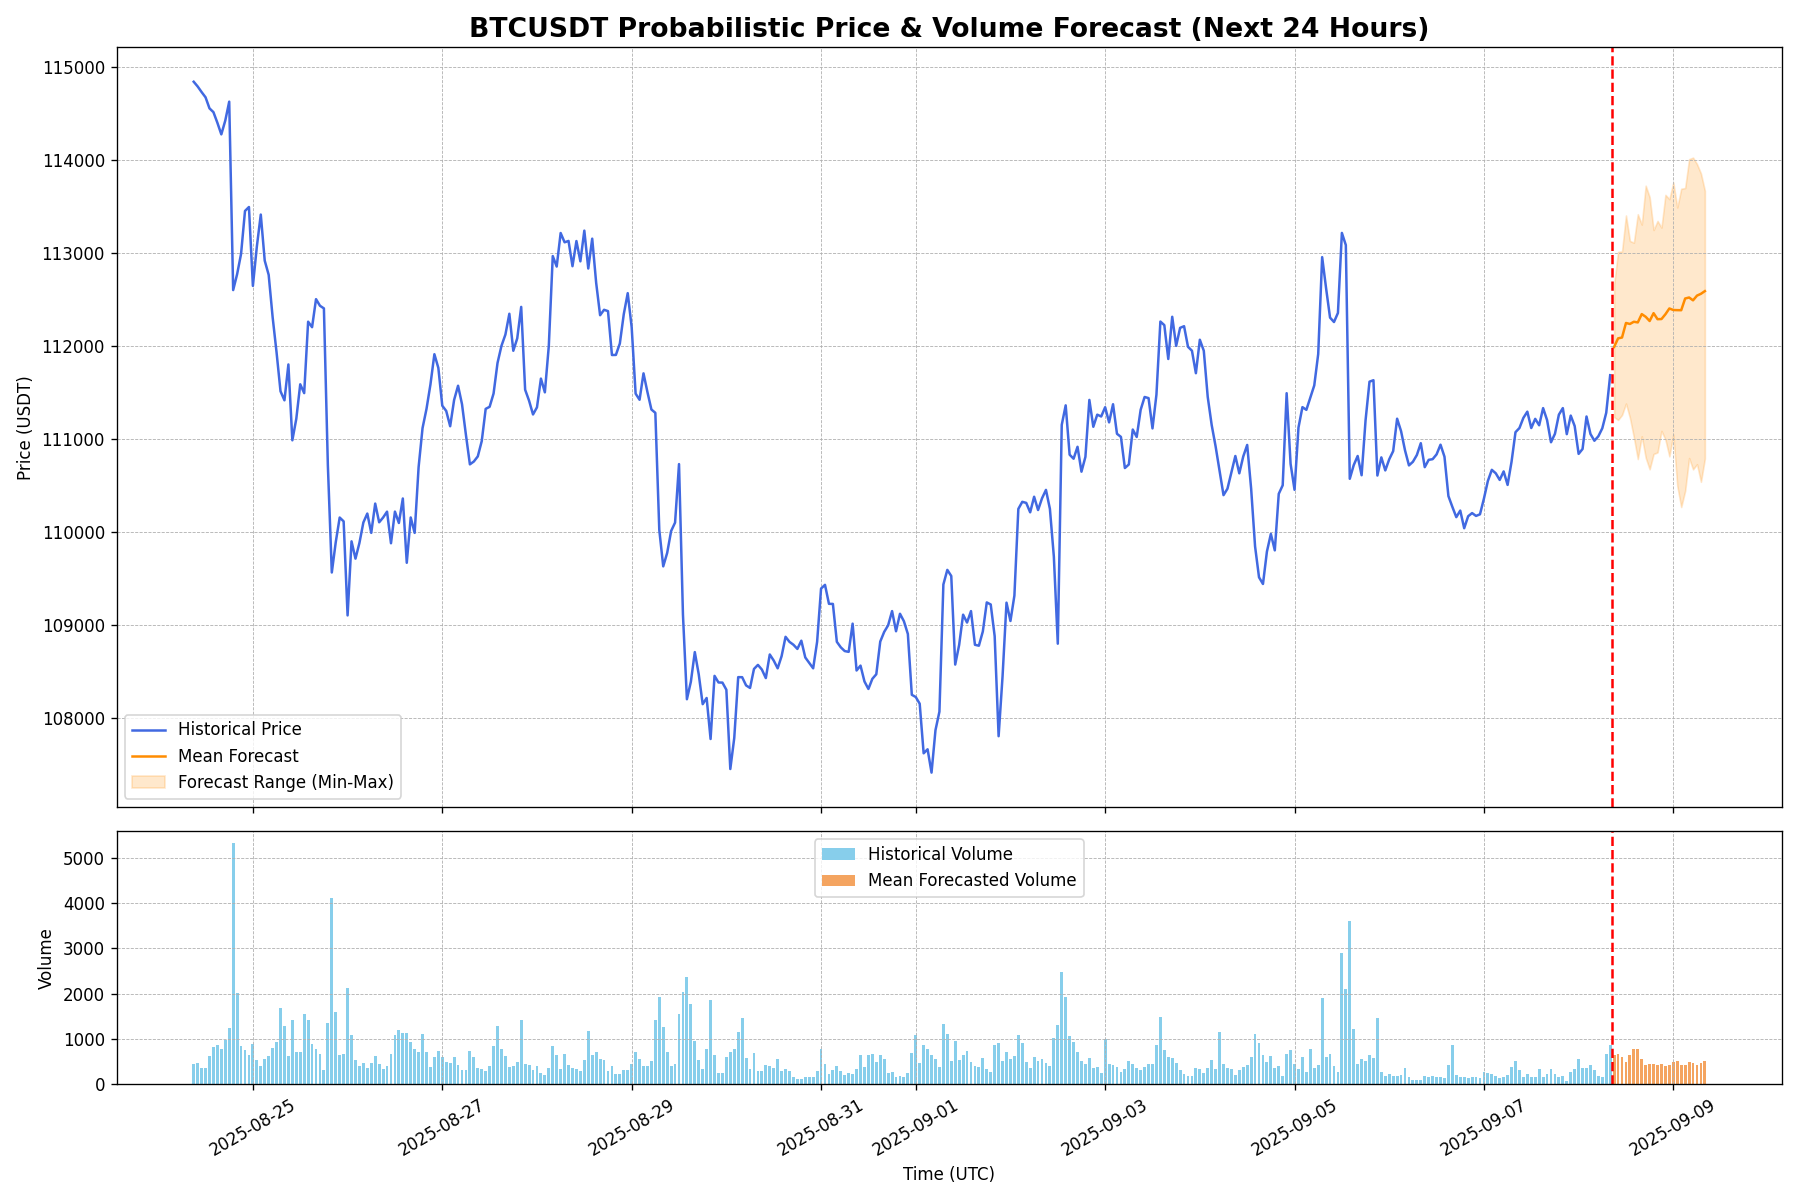 BTCUSDT Probabilistic Price & Volume Forecast (Next 24 Hours)
115000
114000
113000
112000
111000
110000
109000
108000
Price (USDT)
Historical Price
Mean Forecast
Forecast Range (Min-Max)
5000
4000
3000
2000
1000
0
Volume
Historical Volume
Mean Forecasted Volume
2025-08-25
2025-08-27
2025-08-29
2025-08-31
2025-09-01
2025-09-03
2025-09-05
2025-09-07
2025-09-09
Time (UTC)